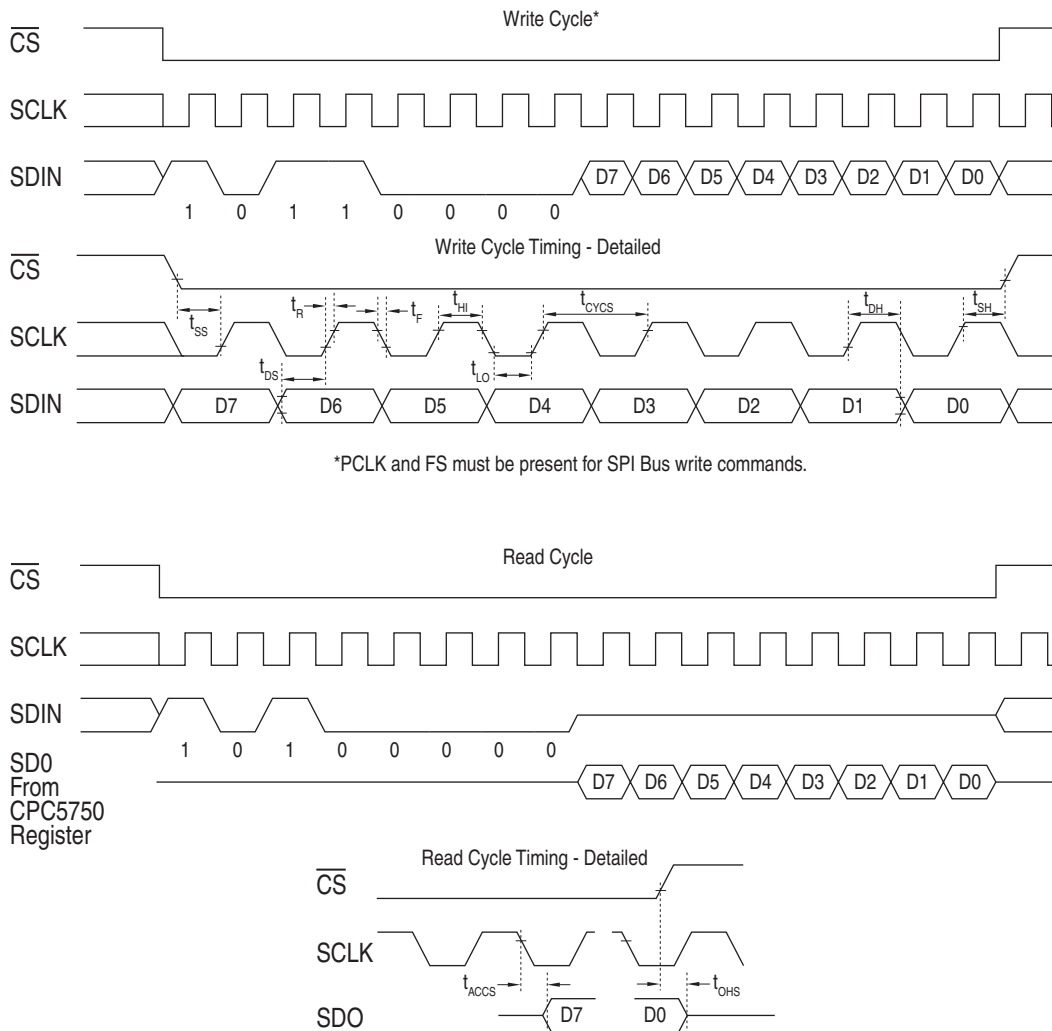 Write Cycle*
CS
SCLK
SDIN D7 D6 D5 D4 D3 D2 D1 D0
1 0 1 1 0 0 0 0
Write Cycle Timing - Detailed
CS
tSS tR tF tHI tCYCS tDH tSH
SCLK
tDS tLO
SDIN D7 D6 D5 D4 D3 D2 D1 D0
*PCLK and FS must be present for SPI Bus write commands.
Read Cycle
CS
SCLK
SDIN
1 0 1 0 0 0 0 0
SD0
From
CPC5750
Register
D7 D6 D5 D4 D3 D2 D1 D0
Read Cycle Timing - Detailed
CS
SCLK
tACCS tOHS
SDO D7 D0